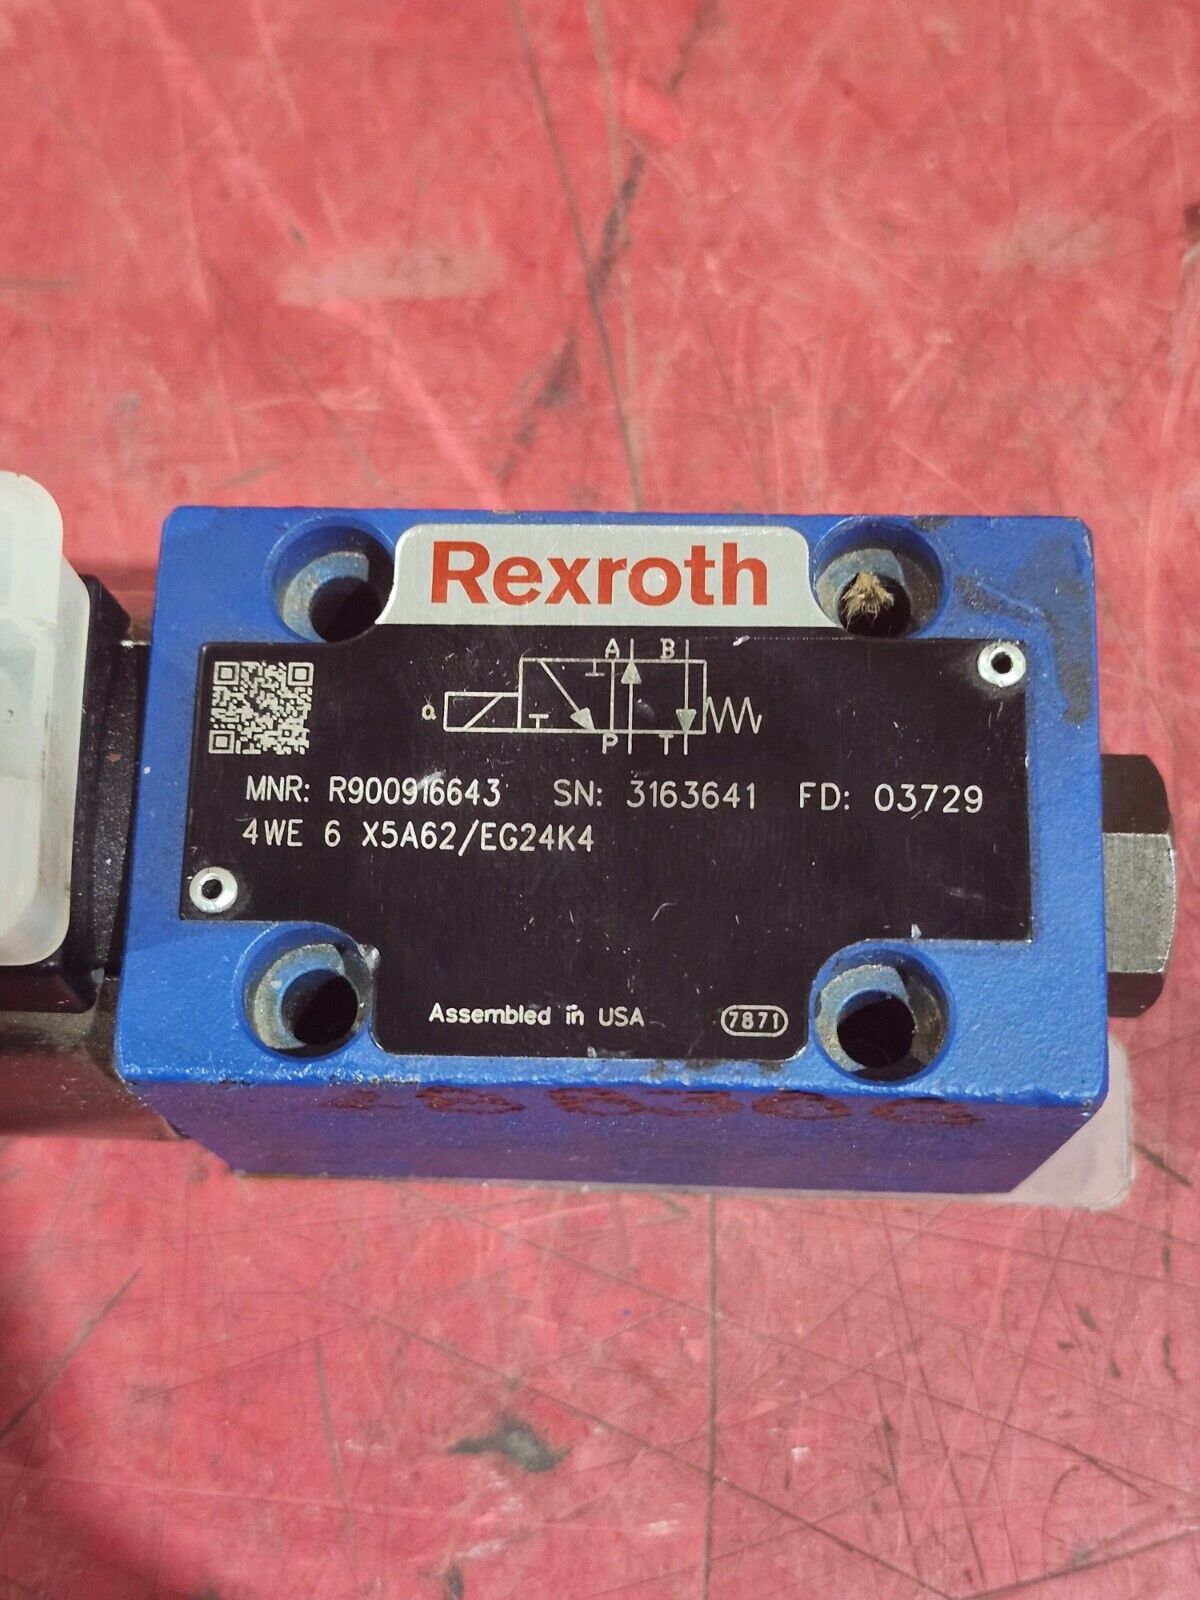 Rexroth
A B
a
P T
MNR: R900916643 SN: 3163641 FD: 03729
4WE 6 X5A62/EG24K4
Assembled in USA 7871